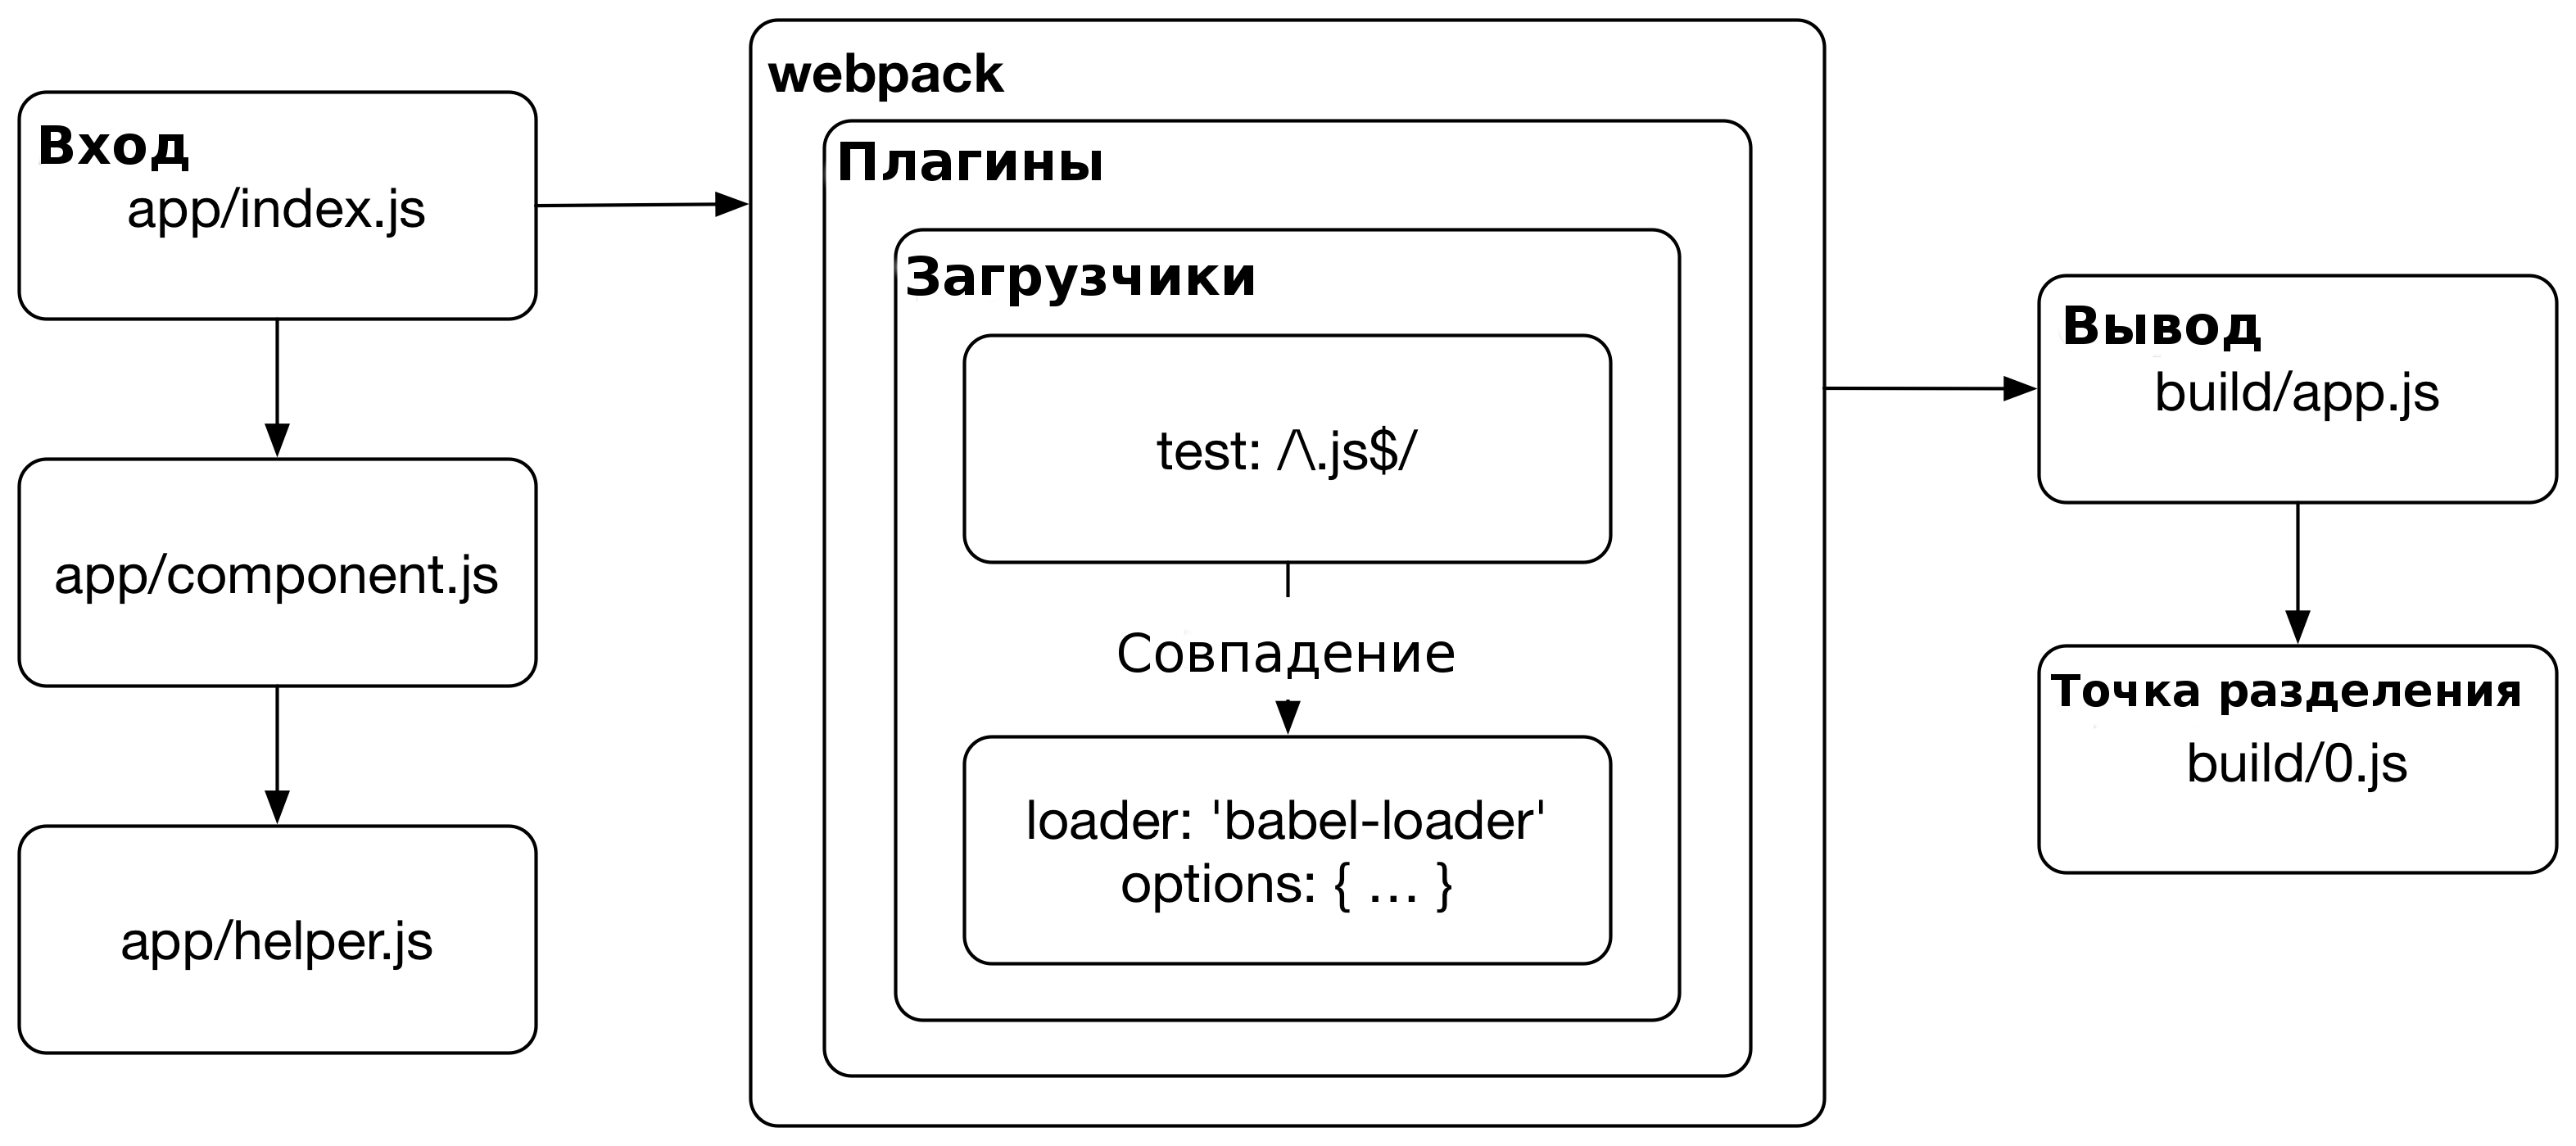 Вход
app/index.js
app/component.js
app/helper.js
webpack
Плагины
Загрузчики
test: /\.js$/
Совпадение
loader: 'babel-loader'
options: { … }
Вывод
build/app.js
Точка разделения
build/0.js